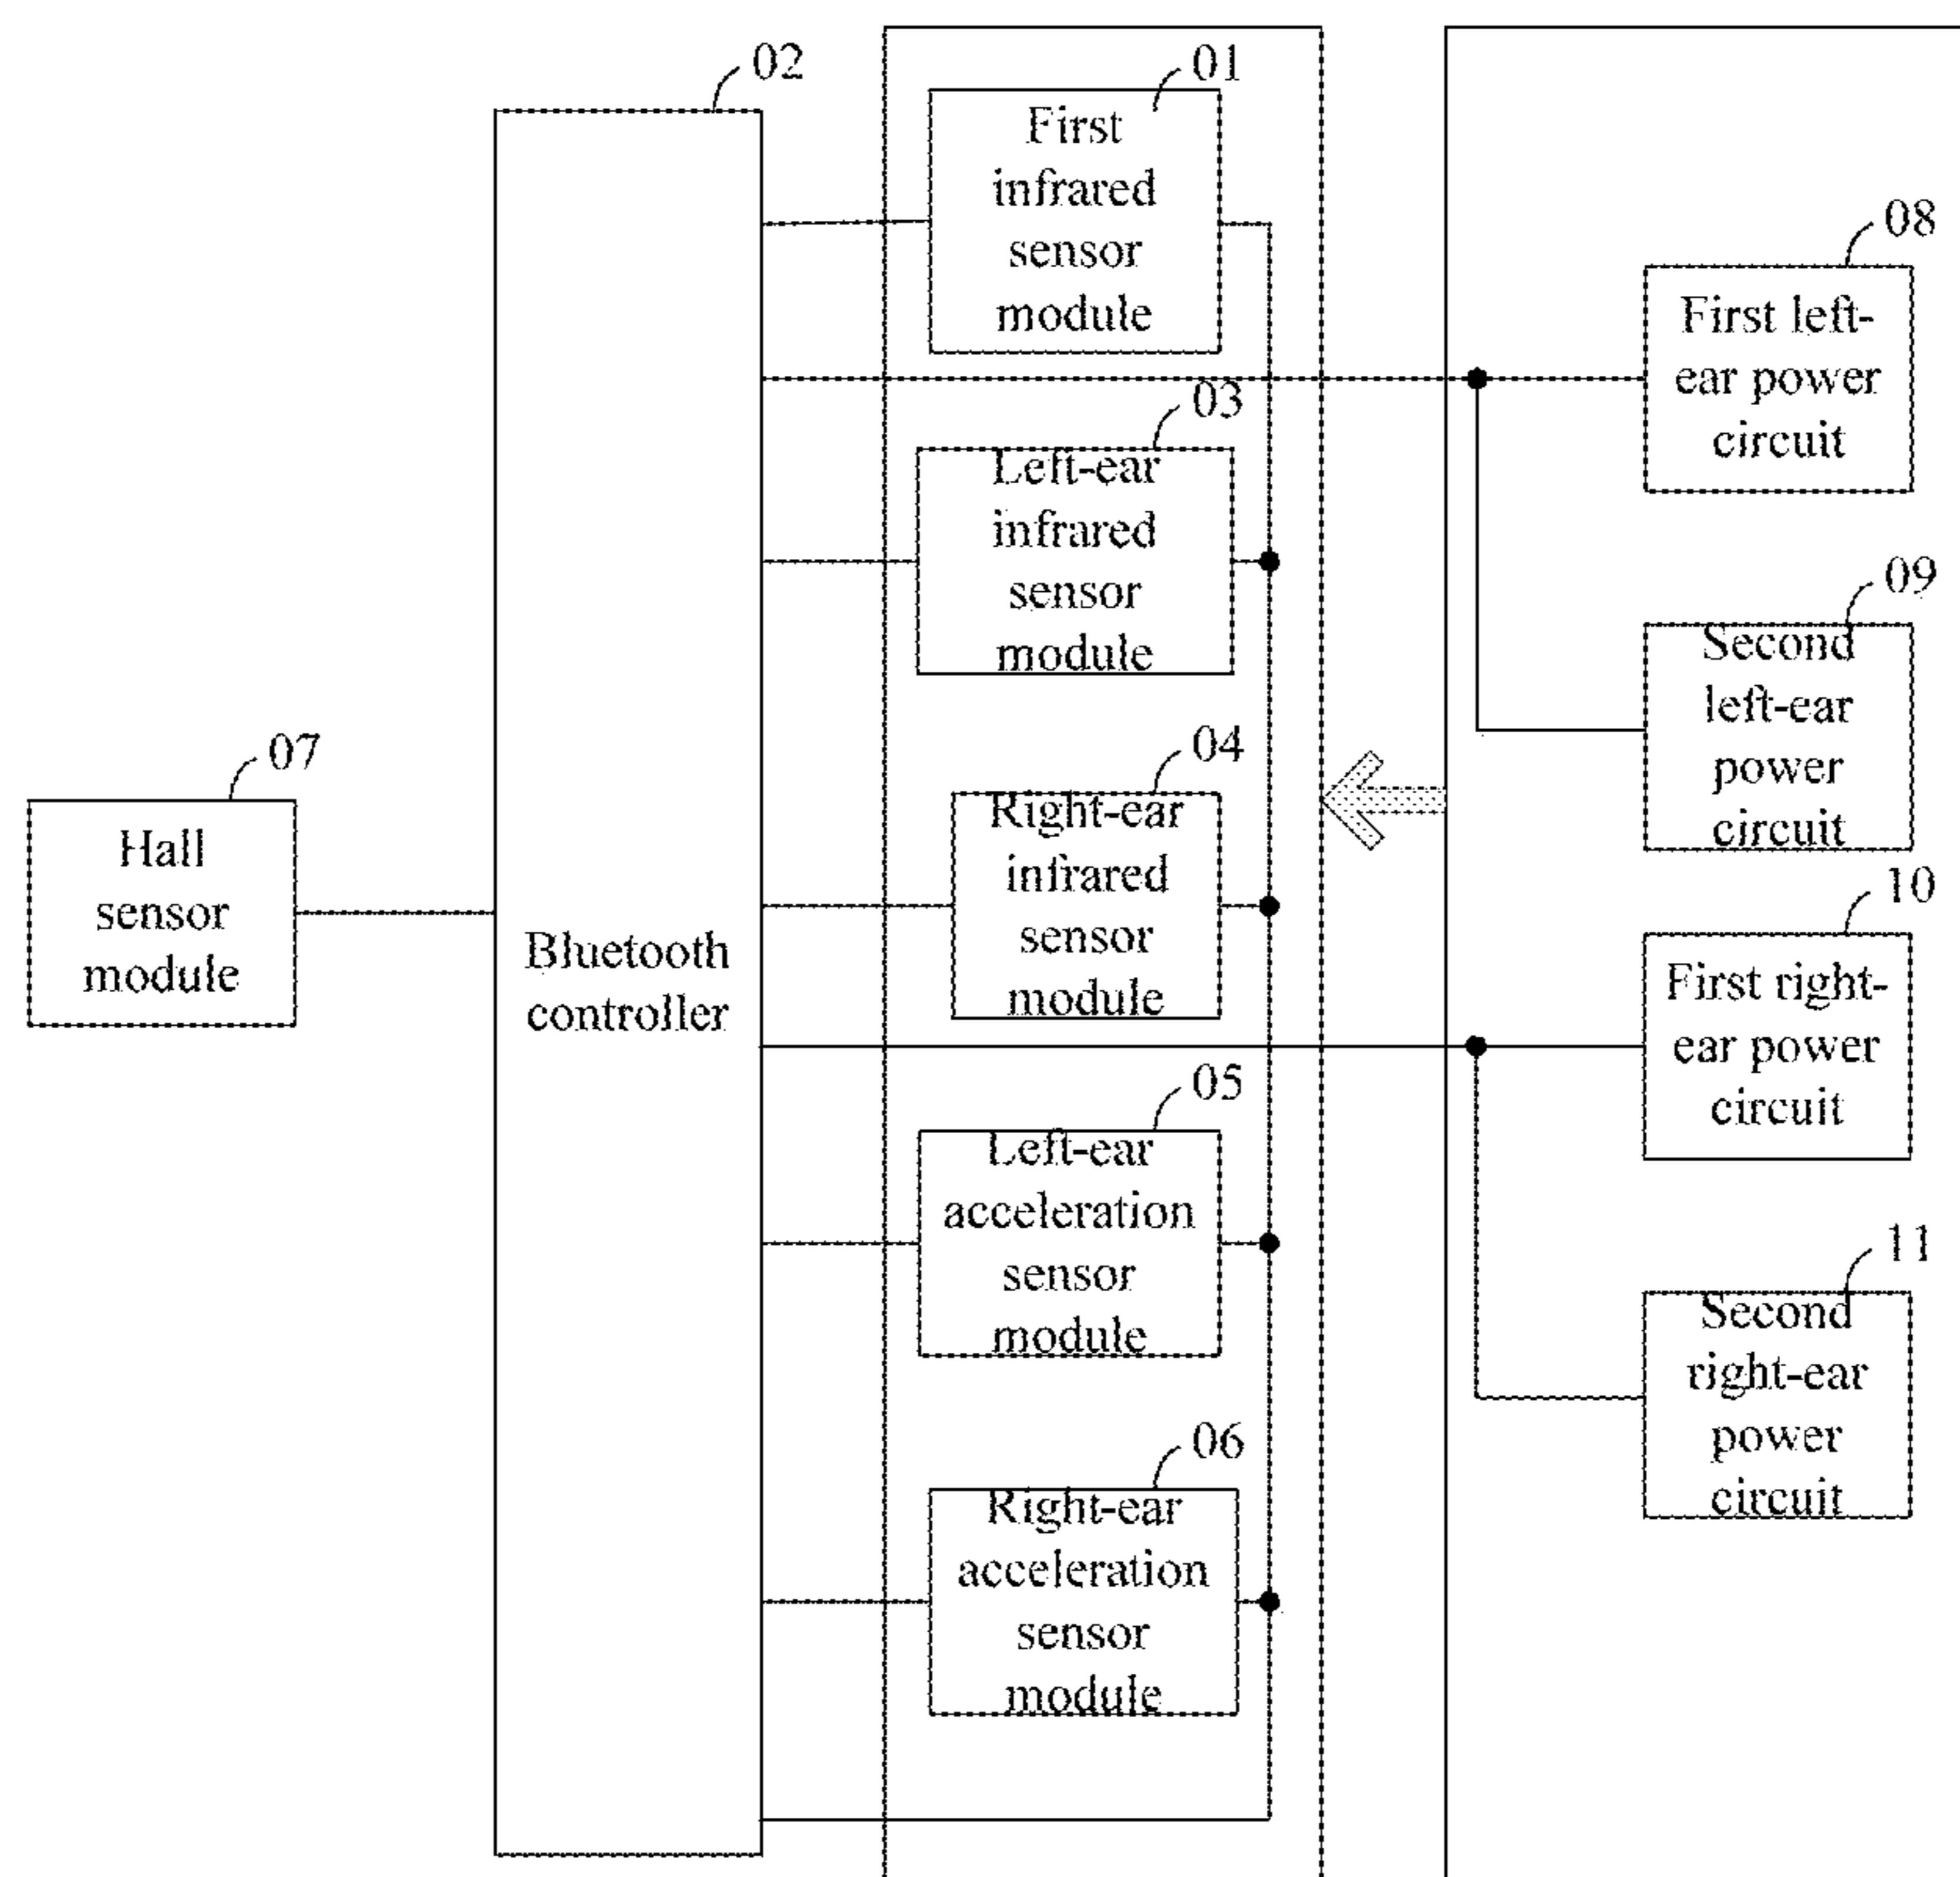 02
01
First
infrared
sensor
module
08
First left-
ear power
circuit
03
Left-ear
infrared
sensor
module
09
Second
left-ear
power
circuit
07
Hall
sensor
module
Bluetooth
controller
04
Right-ear
infrared
sensor
module
10
First right-
ear power
circuit
05
Left-ear
acceleration
sensor
module
11
Second
right-ear
power
circuit
06
Right-ear
acceleration
sensor
module